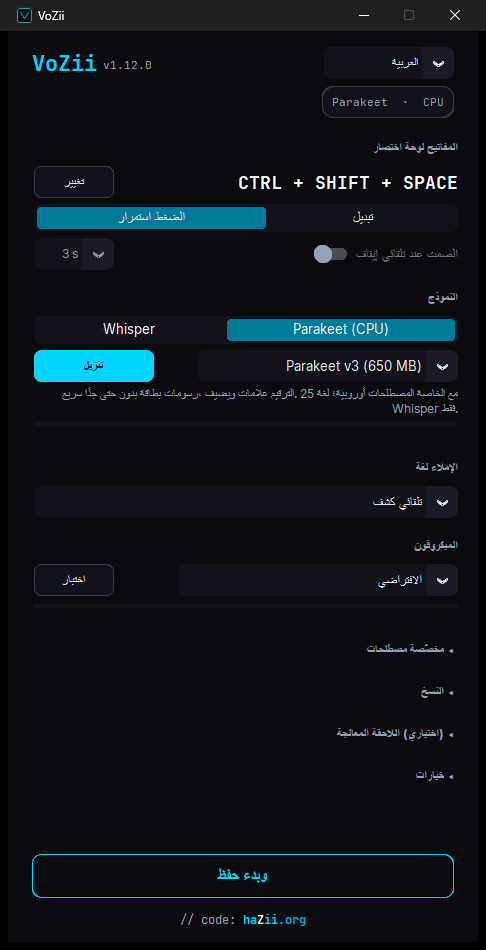 VoZii
VoZii v1.12.0
العربية
Parakeet · CPU
المفاتيح لوحة اختصار
CTRL + SHIFT + SPACE
تغيير
تبديل
الضغط استمرار
الصمت عند تلقائي إيقاف
3 s
النموذج
Whisper
Parakeet (CPU)
Parakeet v3 (650 MB)
تنزيل
مع الخاصة المصطلحات أوروبية؛ لغة 25 .الترقيم علامات ويضيف ،رسومات بطاقة بدون حتى جدًا سريع
.فقط Whisper
الإملاء لغة
تلقائي كشف
الميكروفون
الافتراضي
اختبار
مخصّصة مصطلحات
النسخ
(اختياري) اللاحقة المعالجة
خيارات
وبدء حفظ
// code: haZii.org